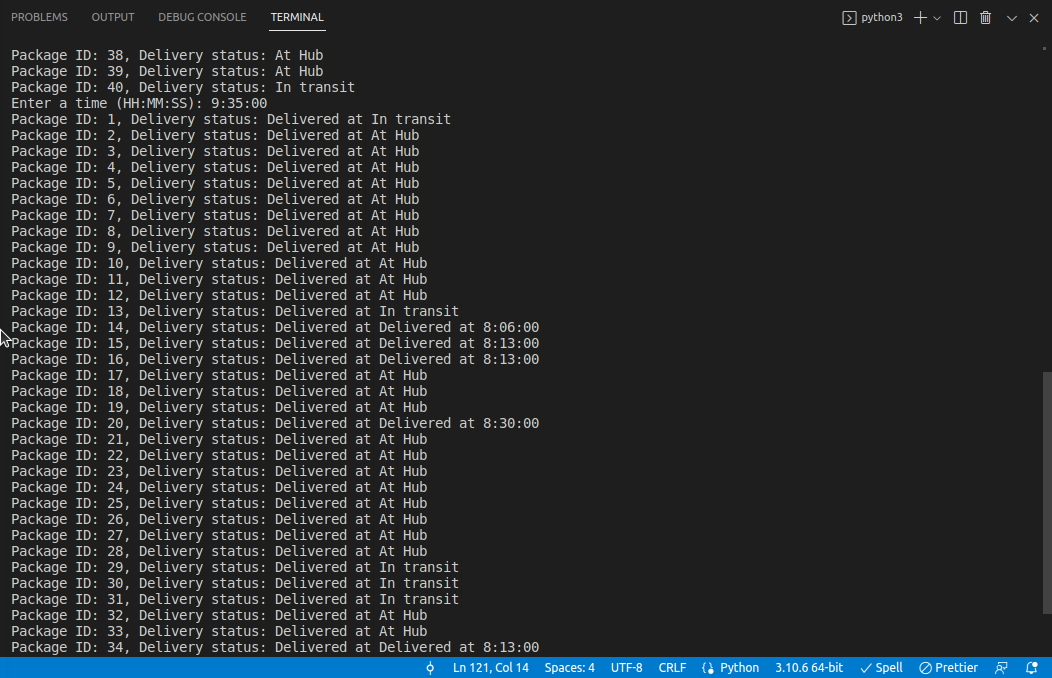 PROBLEMS OUTPUT DEBUG CONSOLE TERMINAL python3
Package ID: 38, Delivery status: At Hub
Package ID: 39, Delivery status: At Hub
Package ID: 40, Delivery status: In transit
Enter a time (HH:MM:SS): 9:35:00
Package ID: 1, Delivery status: Delivered at In transit
Package ID: 2, Delivery status: Delivered at At Hub
Package ID: 3, Delivery status: Delivered at At Hub
Package ID: 4, Delivery status: Delivered at At Hub
Package ID: 5, Delivery status: Delivered at At Hub
Package ID: 6, Delivery status: Delivered at At Hub
Package ID: 7, Delivery status: Delivered at At Hub
Package ID: 8, Delivery status: Delivered at At Hub
Package ID: 9, Delivery status: Delivered at At Hub
Package ID: 10, Delivery status: Delivered at At Hub
Package ID: 11, Delivery status: Delivered at At Hub
Package ID: 12, Delivery status: Delivered at At Hub
Package ID: 13, Delivery status: Delivered at In transit
Package ID: 14, Delivery status: Delivered at Delivered at 8:06:00
Package ID: 15, Delivery status: Delivered at Delivered at 8:13:00
Package ID: 16, Delivery status: Delivered at Delivered at 8:13:00
Package ID: 17, Delivery status: Delivered at At Hub
Package ID: 18, Delivery status: Delivered at At Hub
Package ID: 19, Delivery status: Delivered at At Hub
Package ID: 20, Delivery status: Delivered at Delivered at 8:30:00
Package ID: 21, Delivery status: Delivered at At Hub
Package ID: 22, Delivery status: Delivered at At Hub
Package ID: 23, Delivery status: Delivered at At Hub
Package ID: 24, Delivery status: Delivered at At Hub
Package ID: 25, Delivery status: Delivered at At Hub
Package ID: 26, Delivery status: Delivered at At Hub
Package ID: 27, Delivery status: Delivered at At Hub
Package ID: 28, Delivery status: Delivered at At Hub
Package ID: 29, Delivery status: Delivered at In transit
Package ID: 30, Delivery status: Delivered at In transit
Package ID: 31, Delivery status: Delivered at In transit
Package ID: 32, Delivery status: Delivered at At Hub
Package ID: 33, Delivery status: Delivered at At Hub
Package ID: 34, Delivery status: Delivered at Delivered at 8:13:00
Ln 121, Col 14 Spaces: 4 UTF-8 CRLF Python 3.10.6 64-bit Spell Prettier